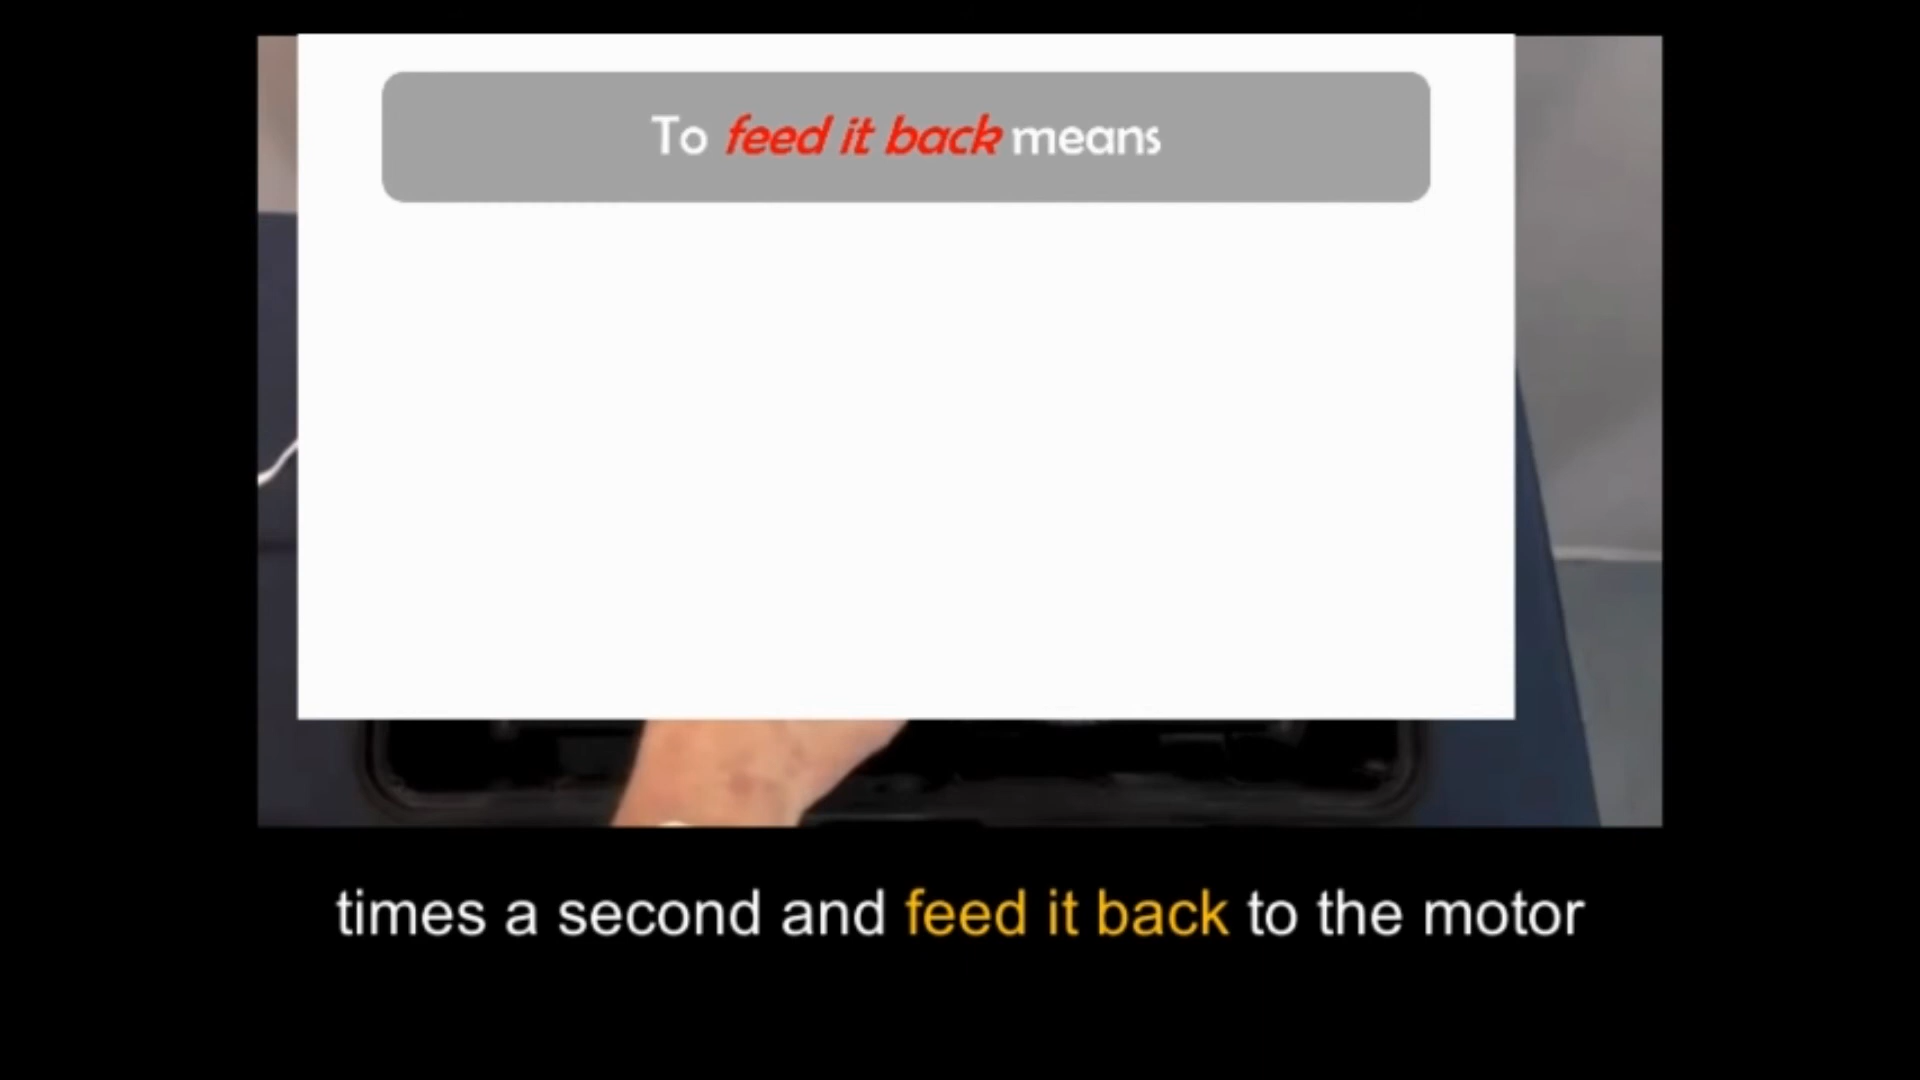 To feed it back means
times a second and feed it back to the motor